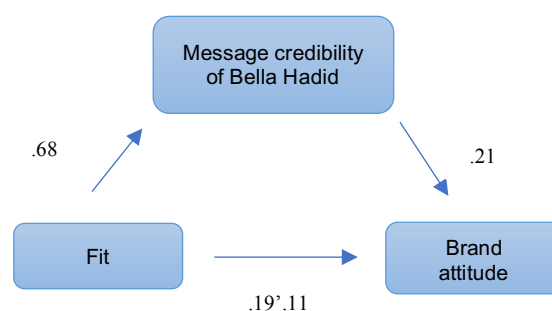 Message credibility
of Bella Hadid
.68
.21
Fit
Brand
attitude
.19’.11